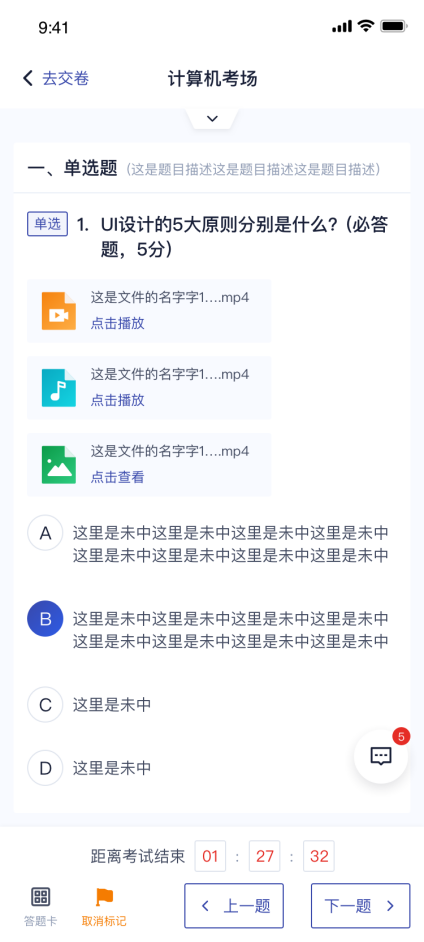 9:41
去交卷
计算机考场
一、单选题（这是题目描述这是题目描述这是题目描述）
单选 1. UI设计的5大原则分别是什么？(必答
题，5分)
这是文件的名字字1....mp4
点击播放
这是文件的名字字1....mp4
点击播放
这是文件的名字字1....mp4
点击查看
A 这里是未中这里是未中这里是未中这里是未中
这里是未中这里是未中这里是未中这里是未中
B 这里是未中这里是未中这里是未中这里是未中
这里是未中这里是未中这里是未中这里是未中
C 这里是未中
5
D 这里是未中
距离考试结束 01 : 27 : 32
答题卡 取消标记 上一题 下一题